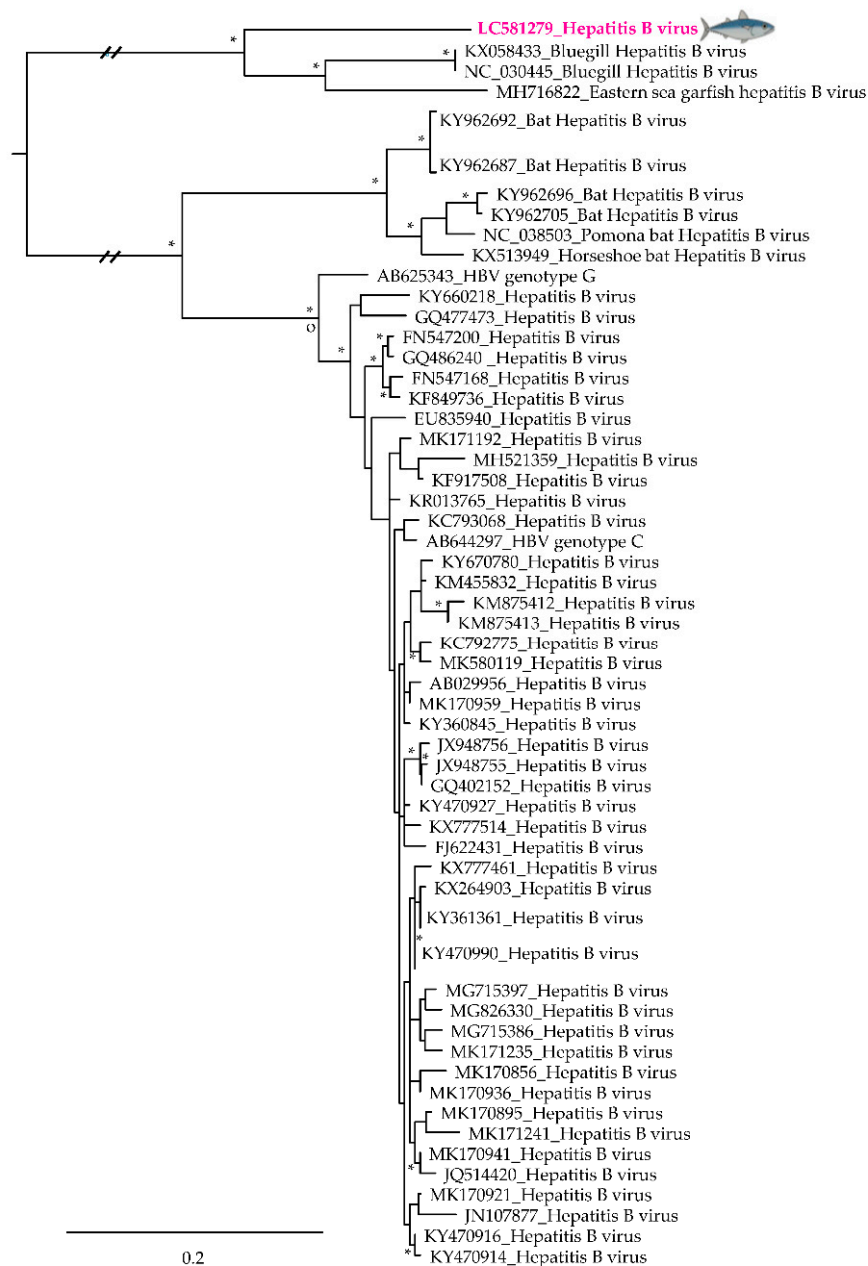 LC581279_Hepatitis B virus
KX058433_Bluegill Hepatitis B virus
NC_030445_Bluegill Hepatitis B virus
MH716822_Eastern sea garfish hepatitis B virus
KY962692_Bat Hepatitis B virus
KY962687_Bat Hepatitis B virus
KY962696_Bat Hepatitis B virus
KY962705_Bat Hepatitis B virus
NC_038503_Pomona bat Hepatitis B virus
KX513949_Horseshoe bat Hepatitis B virus
AB625343_HBV genotype G
KY660218_Hepatitis B virus
GQ477473_Hepatitis B virus
FN547200_Hepatitis B virus
GQ486240_Hepatitis B virus
FN547168_Hepatitis B virus
KF849736_Hepatitis B virus
EU835940_Hepatitis B virus
MK171192_Hepatitis B virus
MH521359_Hepatitis B virus
KF917508_Hepatitis B virus
KR013765_Hepatitis B virus
KC793068_Hepatitis B virus
AB644297_HBV genotype C
KY670780_Hepatitis B virus
KM455832_Hepatitis B virus
KM875412_Hepatitis B virus
KM875413_Hepatitis B virus
KC792775_Hepatitis B virus
MK580119_Hepatitis B virus
AB029956_Hepatitis B virus
MK170959_Hepatitis B virus
KY360845_Hepatitis B virus
JX948756_Hepatitis B virus
JX948755_Hepatitis B virus
GQ402152_Hepatitis B virus
KY470927_Hepatitis B virus
KX777514_Hepatitis B virus
FJ622431_Hepatitis B virus
KX777461_Hepatitis B virus
KX264903_Hepatitis B virus
KY361361_Hepatitis B virus
KY470990_Hepatitis B virus
MG715397_Hepatitis B virus
MG826330_Hepatitis B virus
MG715386_Hepatitis B virus
MK171235_Hepatitis B virus
MK170856_Hepatitis B virus
MK170936_Hepatitis B virus
MK170895_Hepatitis B virus
MK171241_Hepatitis B virus
MK170941_Hepatitis B virus
JQ514420_Hepatitis B virus
MK170921_Hepatitis B virus
JN107877_Hepatitis B virus
KY470916_Hepatitis B virus
KY470914_Hepatitis B virus
0.2